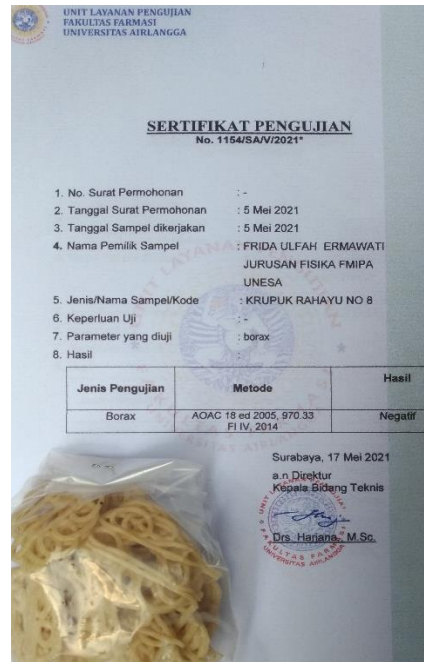 UNIT LAYANAN PENGUJIAN
FAKULTAS FARMASI
UNIVERSITAS AIRLANGGA
SERTIFIKAT PENGUJIAN
No. 1154/SA/V/2021*
1. No. Surat Permohonan : -
2. Tanggal Surat Permohonan : 5 Mei 2021
3. Tanggal Sampel dikerjakan : 5 Mei 2021
4. Nama Pemilik Sampel : FRIDA ULFAH ERMAWATI
JURUSAN FISIKA FMIPA
UNESA
5. Jenis/Nama Sampel/Kode : KRUPUK RAHAYU NO 8
6. Keperluan Uji : -
7. Parameter yang diuji : borax
8. Hasil :
Jenis Pengujian Metode Hasil
Borax AOAC 18 ed 2005, 970.33 Negatif
FI IV, 2014
Surabaya, 17 Mei 2021
a.n Direktur
Kepala Bidang Teknis
Drs. Harjana, M.Sc.